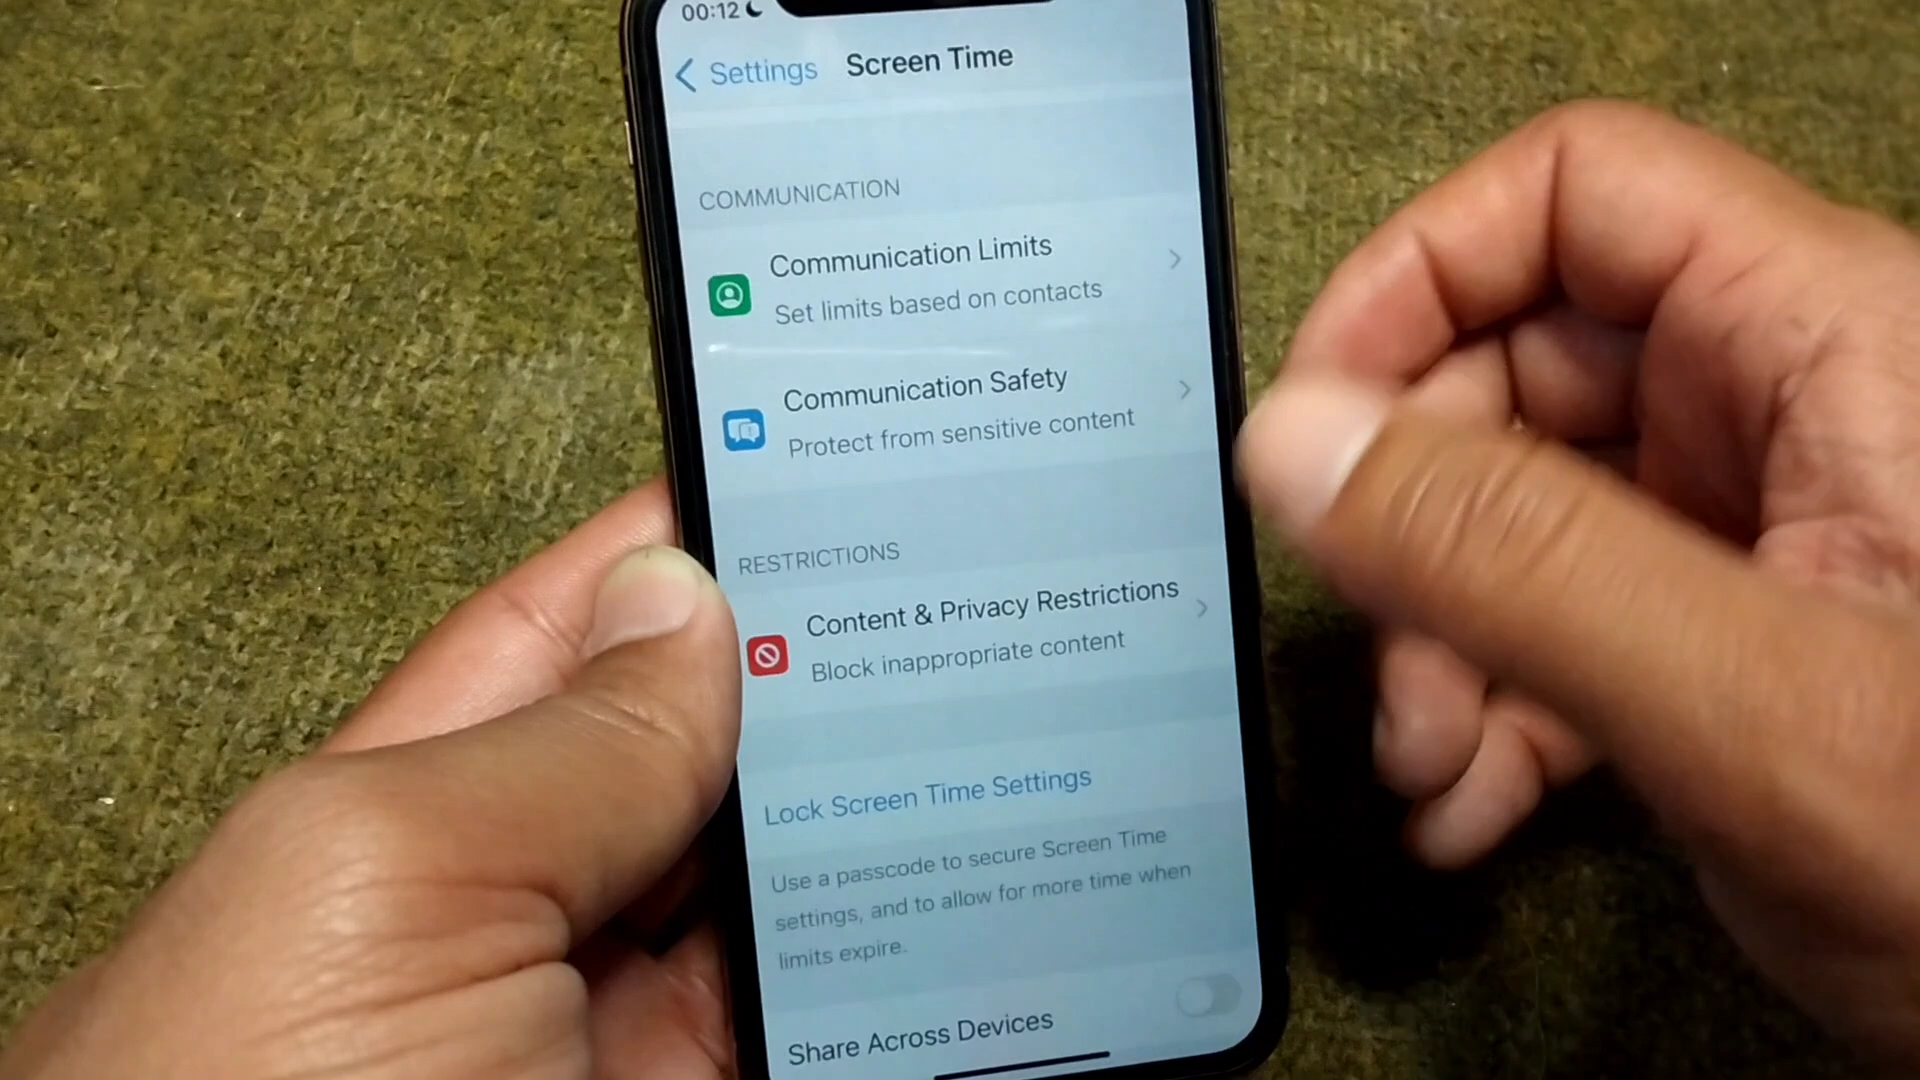 00:12
Settings Screen Time
COMMUNICATION
Communication Limits
Set limits based on contacts
Communication Safety
Protect from sensitive content
RESTRICTIONS
Content & Privacy Restrictions
Block inappropriate content
Lock Screen Time Settings
Use a passcode to secure Screen Time
settings, and to allow for more time when
limits expire.
Share Across Devices